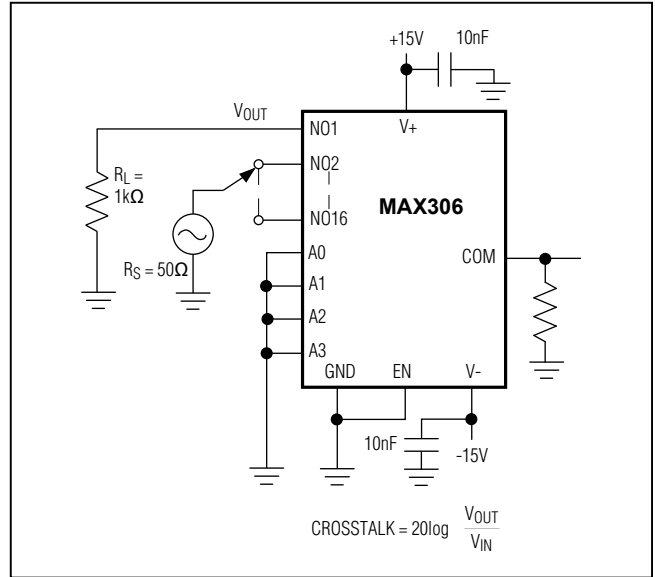 +15V
10nF
VOUT
NO1
V+
RL =
1kΩ
NO2
MAX306
NO16
RS = 50Ω
A0
COM
A1
A2
A3
GND
EN
V-
10nF
-15V
CROSSTALK = 20log VOUT
VIN